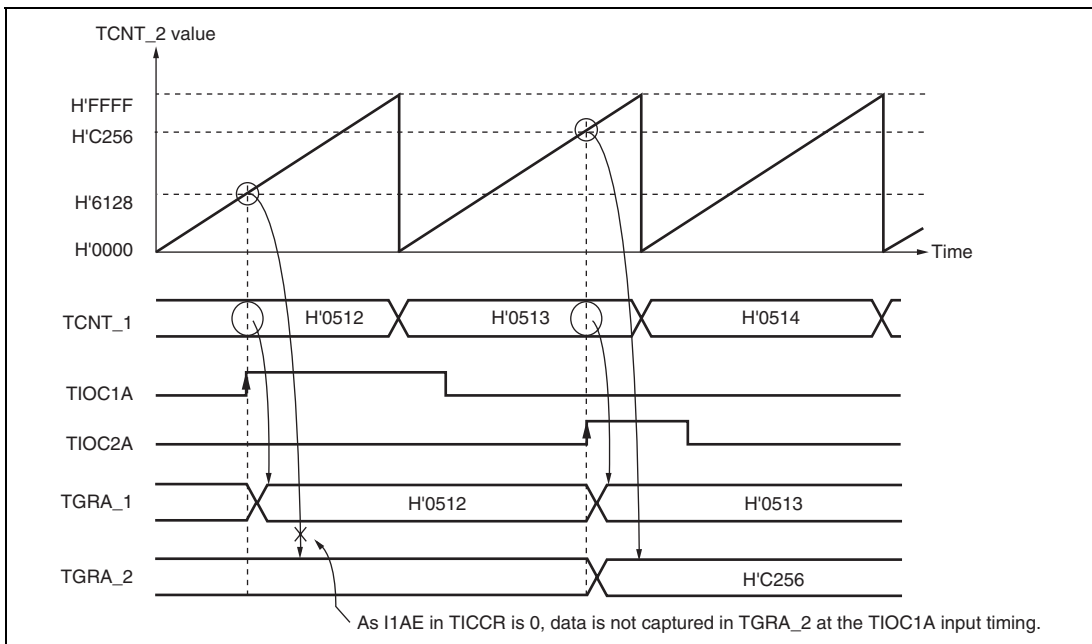 TCNT_2 value
H'FFFF
H'C256
H'6128
H'0000
Time
TCNT_1
H'0512
H'0513
H'0514
TIOC1A
TIOC2A
TGRA_1
H'0512
H'0513
TGRA_2
H'C256
As I1AE in TICCR is 0, data is not captured in TGRA_2 at the TIOC1A input timing.